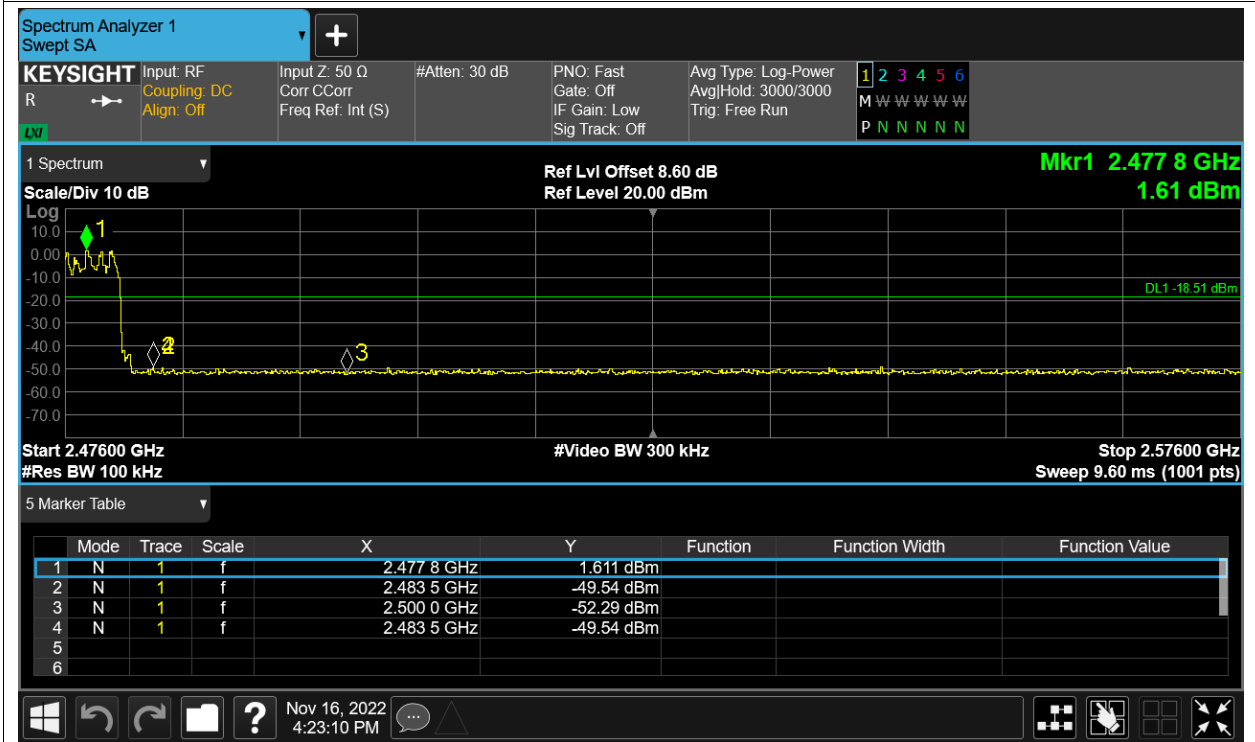 Spectrum Analyzer 1
Swept SA
KEYSIGHT Input: RF Input Z: 50 Ω #Atten: 30 dB PNO: Fast Avg Type: Log-Power 1 2 3 4 5 6
R Coupling: DC Corr CCorr Gate: Off Avg|Hold: 3000/3000 M W W W W W
Align: Off Freq Ref: Int (S) IF Gain: Low Trig: Free Run
LXI Sig Track: Off P N N N N N
1 Spectrum Ref Lvl Offset 8.60 dB Mkr1 2.477 8 GHz
Scale/Div 10 dB Ref Level 20.00 dBm 1.61 dBm
Log
10.0 1
0.00
-10.0
DL1 -18.51 dBm
-20.0
-30.0
-40.0 3
-50.0
-60.0
-70.0
Start 2.47600 GHz #Video BW 300 kHz Stop 2.57600 GHz
#Res BW 100 kHz Sweep 9.60 ms (1001 pts)
5 Marker Table
Mode Trace Scale X Y Function Function Width Function Value
1 N 1 f 2.477 8 GHz 1.611 dBm
2 N 1 f 2.483 5 GHz -49.54 dBm
3 N 1 f 2.500 0 GHz -52.29 dBm
4 N 1 f 2.483 5 GHz -49.54 dBm
5
6
? Nov 16, 2022
4:23:10 PM